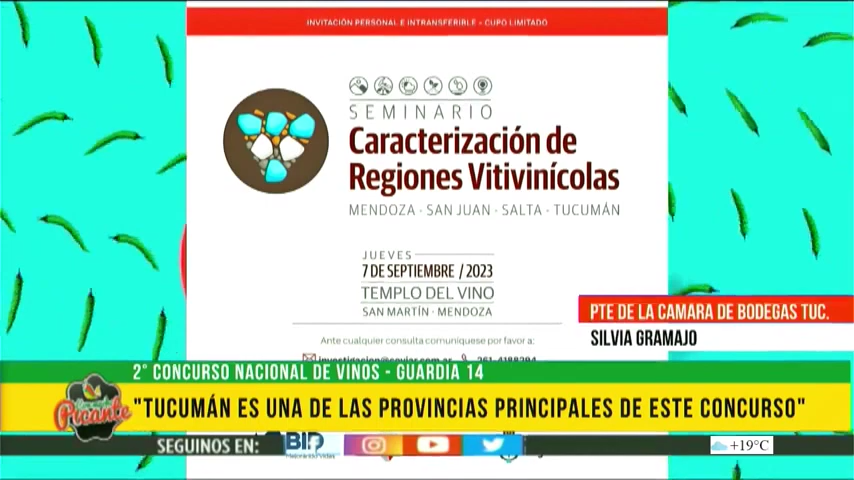 INVITACIÓN PERSONAL E INTRANSFERIBLE - CUPO LIMITADO
SEMINARIO
Caracterización de
Regiones Vitivinícolas
MENDOZA · SAN JUAN · SALTA · TUCUMÁN
JUEVES
7 DE SEPTIEMBRE / 2023
TEMPLO DEL VINO
SAN MARTÍN · MENDOZA
Ante cualquier consulta comuníquese por favor a:
PTE DE LA CAMARA DE BODEGAS TUC.
SILVIA GRAMAJO
2° CONCURSO NACIONAL DE VINOS - GUARDIA 14
Picante
"TUCUMÁN ES UNA DE LAS PROVINCIAS PRINCIPALES DE ESTE CONCURSO"
SEGUINOS EN:
+19°C